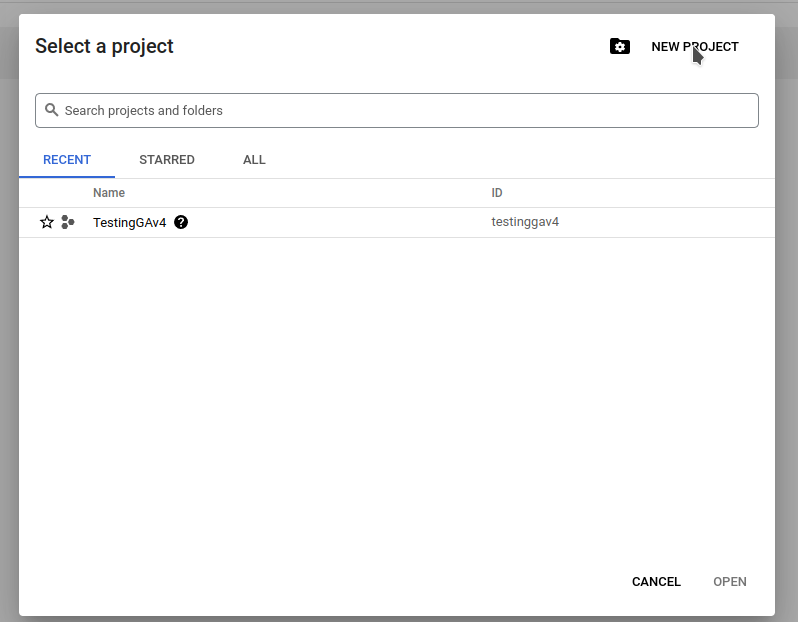 Select a project
NEW PROJECT
Search projects and folders
RECENT STARRED ALL
Name ID
TestingGAv4 ? testinggav4
CANCEL OPEN